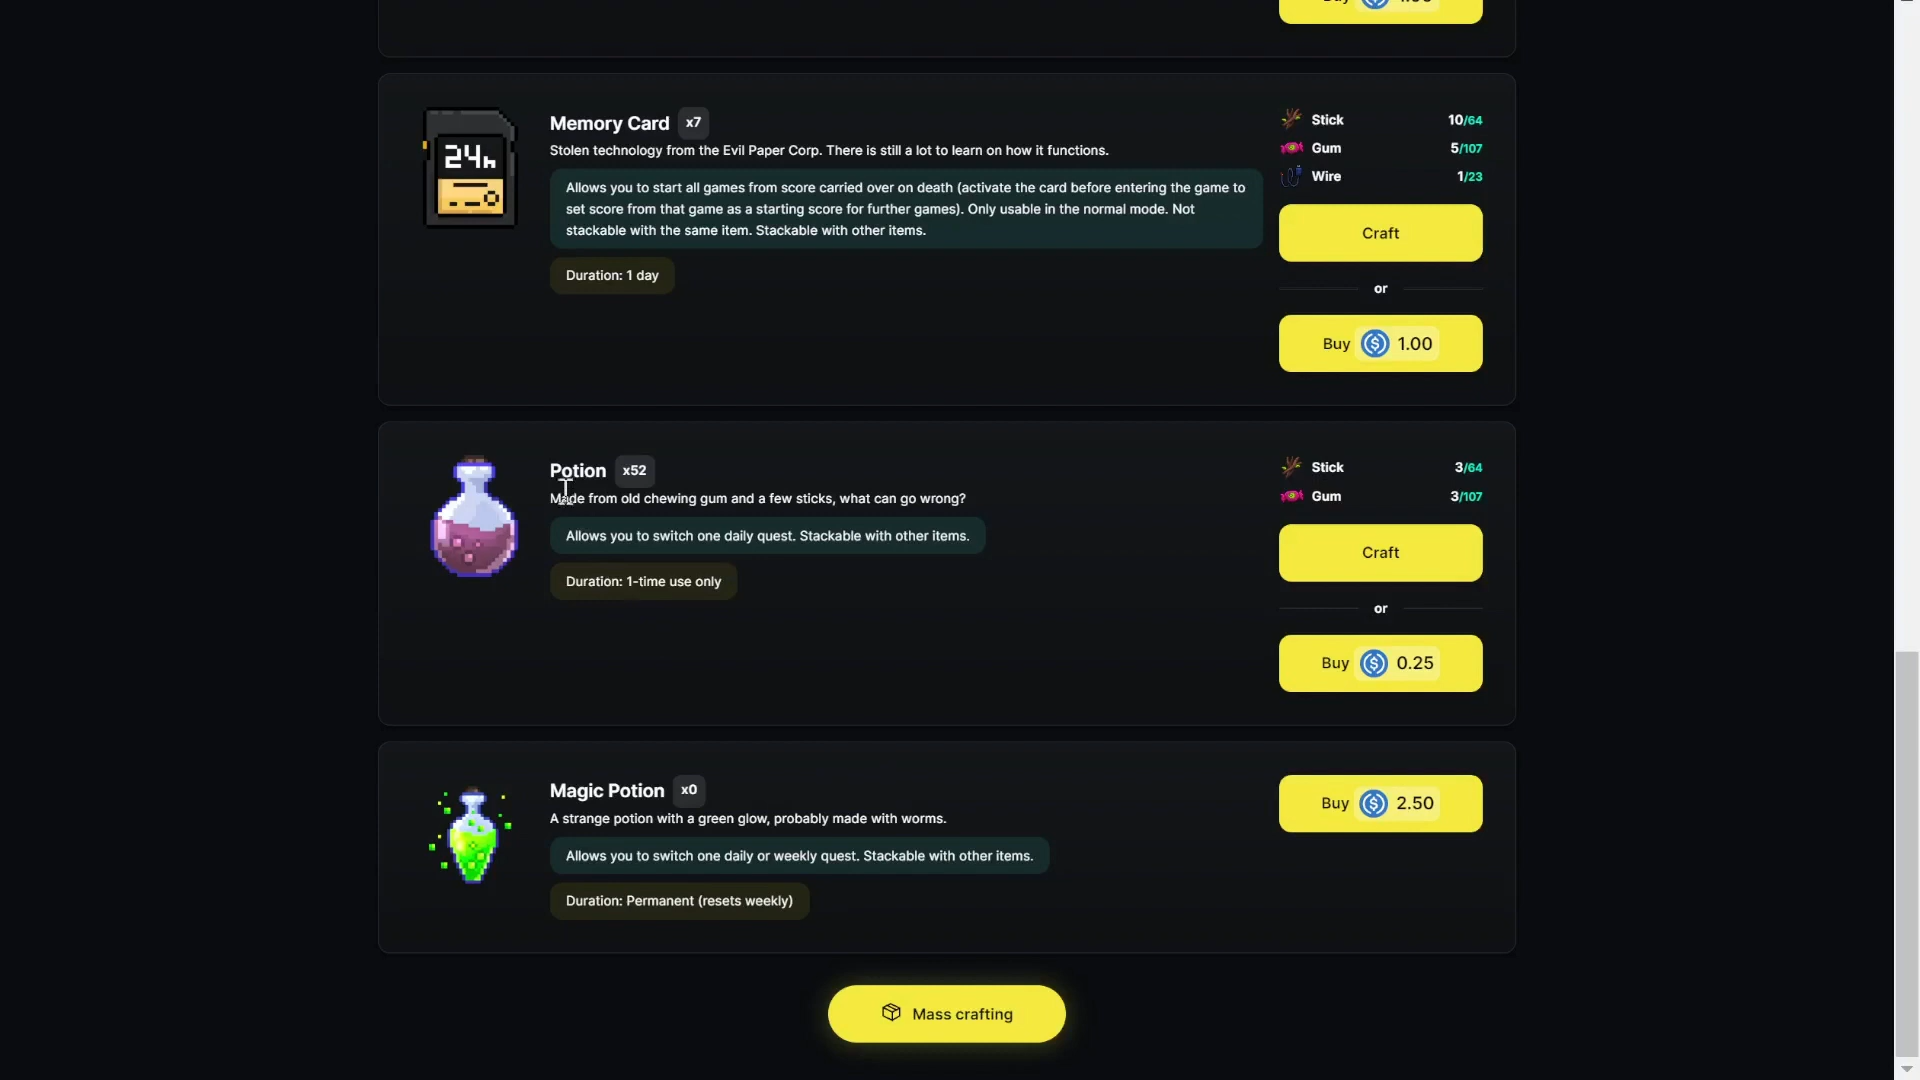 Memory Card x7
Stolen technology from the Evil Paper Corp. There is still a lot to learn on how it functions.
Allows you to start all games from score carried over on death (activate the card before entering the game to
set score from that game as a starting score for further games). Only usable in the normal mode. Not
stackable with the same item. Stackable with other items.
Duration: 1 day
24h
Stick 10/64
Gum 5/107
Wire 1/23
Craft
or
Buy 1.00
Potion x52
Made from old chewing gum and a few sticks, what can go wrong?
Allows you to switch one daily quest. Stackable with other items.
Duration: 1-time use only
Stick 3/64
Gum 3/107
Craft
or
Buy 0.25
Magic Potion x0
A strange potion with a green glow, probably made with worms.
Allows you to switch one daily or weekly quest. Stackable with other items.
Duration: Permanent (resets weekly)
Buy 2.50
Mass crafting